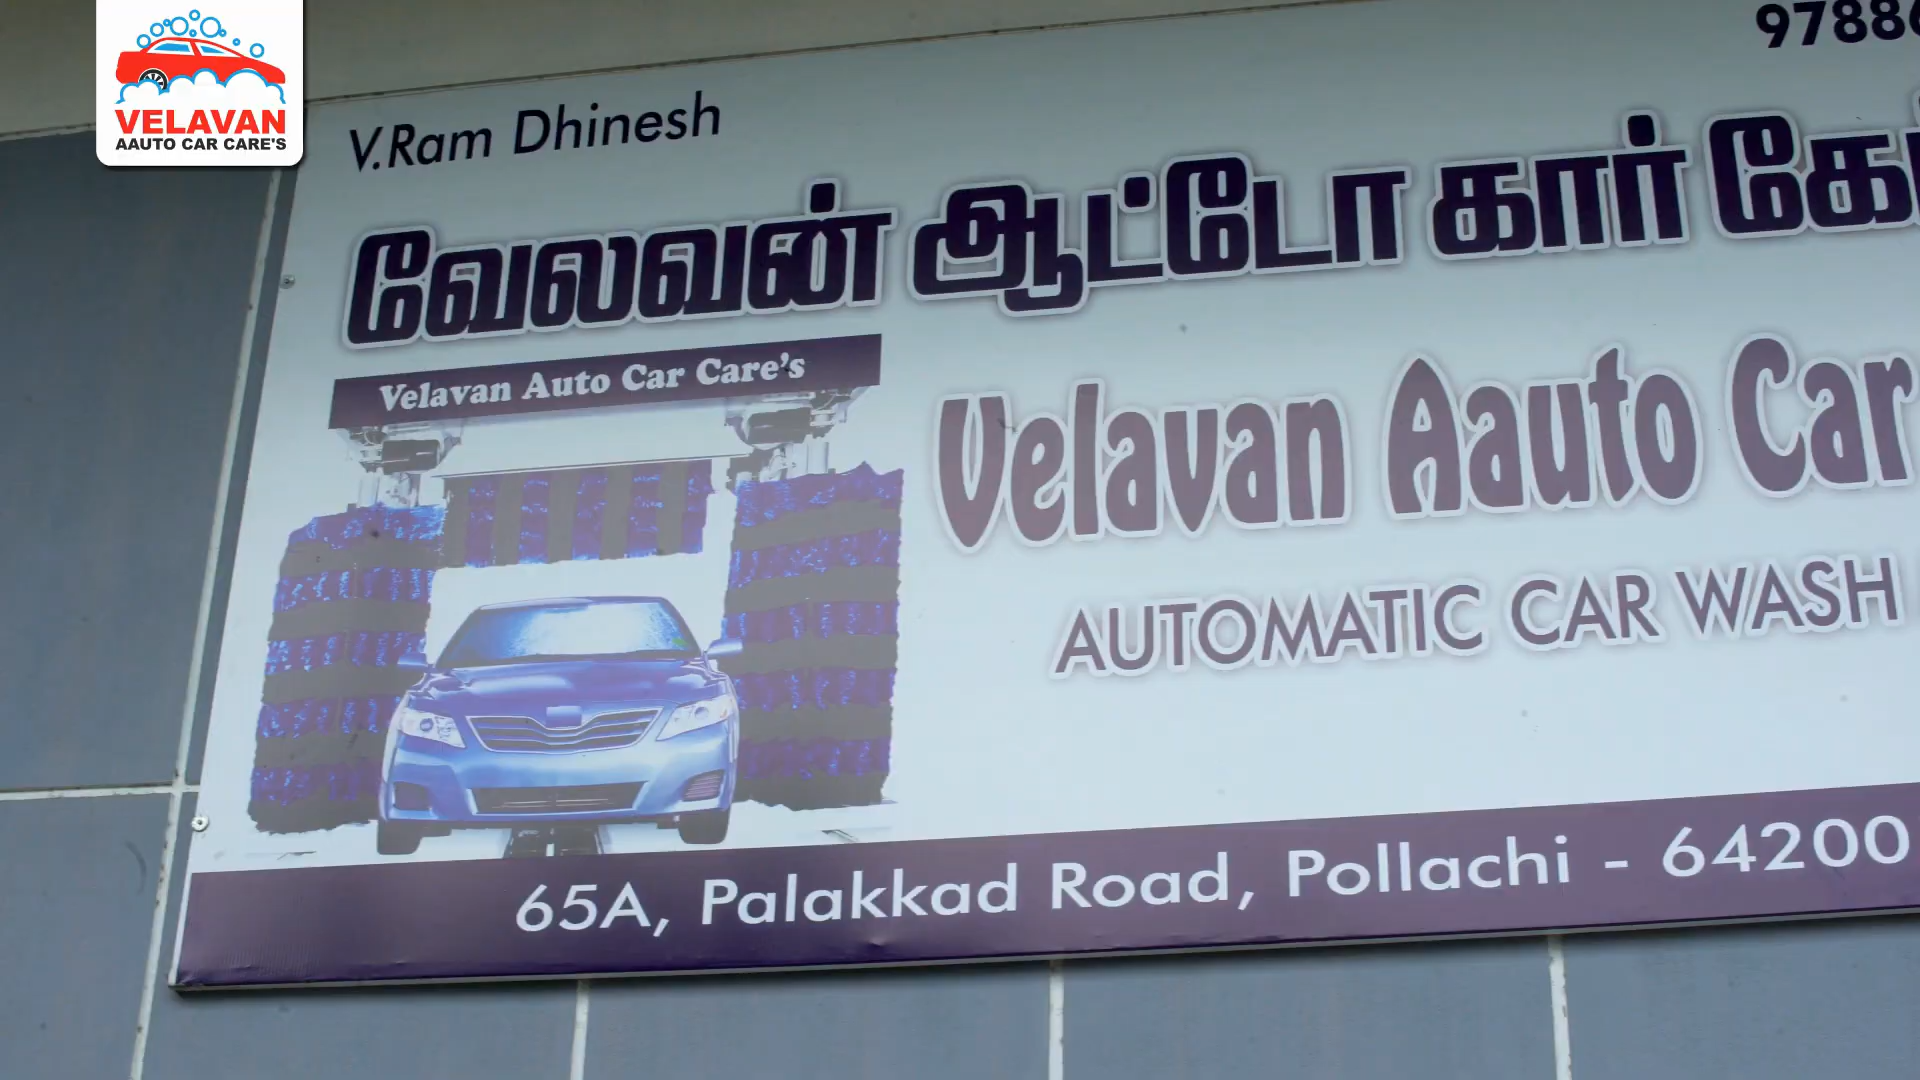 VELAVAN
AAUTO CAR CARE'S
V.Ram Dhinesh
9788
வேலவன் ஆட்டோ கார்
Velavan Auto Car Care's
Velavan Aauto Car
AUTOMATIC CAR WASH
65A, Palakkad Road, Pollachi - 64200